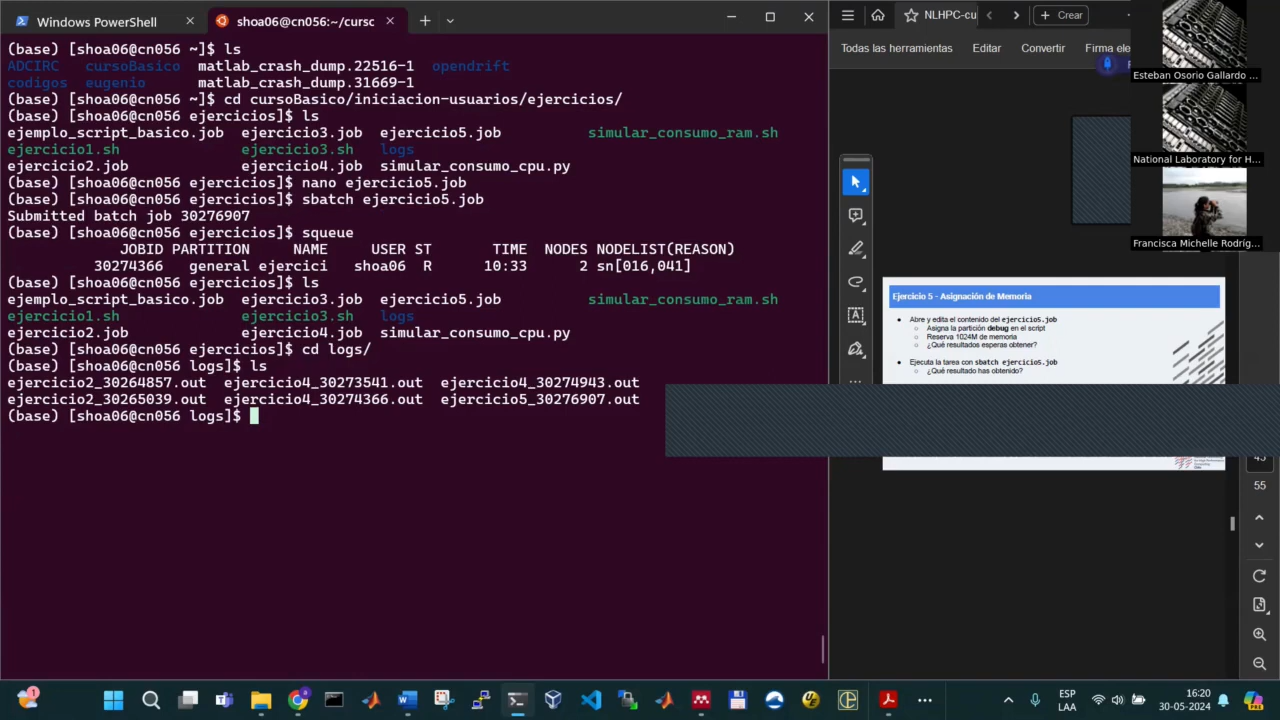 Windows PowerShell
shoa06@cn056:~/cursc
(base) [shoa06@cn056 ~]$ ls
ADCIRC cursoBasico matlab_crash_dump.22516-1 opendrift
codigos eugenio matlab_crash_dump.31669-1
(base) [shoa06@cn056 ~]$ cd cursoBasico/iniciacion-usuarios/ejercicios/
(base) [shoa06@cn056 ejercicios]$ ls
ejemplo_script_basico.job ejercicio3.job ejercicio5.job simular_consumo_ram.sh
ejercicio1.sh ejercicio3.sh logs
ejercicio2.job ejercicio4.job simular_consumo_cpu.py
(base) [shoa06@cn056 ejercicios]$ nano ejercicio5.job
(base) [shoa06@cn056 ejercicios]$ sbatch ejercicio5.job
Submitted batch job 30276907
(base) [shoa06@cn056 ejercicios]$ squeue
JOBID PARTITION NAME USER ST TIME NODES NODELIST(REASON)
30274366 general ejercici shoa06 R 10:33 2 sn[016,041]
(base) [shoa06@cn056 ejercicios]$ ls
ejemplo_script_basico.job ejercicio3.job ejercicio5.job simular_consumo_ram.sh
ejercicio1.sh ejercicio3.sh logs
ejercicio2.job ejercicio4.job simular_consumo_cpu.py
(base) [shoa06@cn056 ejercicios]$ cd logs/
(base) [shoa06@cn056 logs]$ ls
ejercicio2_30264857.out ejercicio4_30273541.out ejercicio4_30274943.out
ejercicio2_30265039.out ejercicio4_30274366.out ejercicio5_30276907.out
(base) [shoa06@cn056 logs]$
NLHPC-cu
Crear
Todas las herramientas Editar Convertir Firma ele
Esteban Osorio Gallardo ...
National Laboratory for H...
Francisca Michelle Rodríg...
Ejercicio 5 - Asignación de Memoria
● Abre y edita el contenido del ejercicio5.job
○ Asigna la partición debug en el script
○ Reserva 1024M de memoria
○ ¿Qué resultados esperas obtener?
● Ejecuta la tarea con sbatch ejercicio5.job
○ ¿Qué resultado has obtenido?
55
ESP
LAA
16:20
30-05-2024